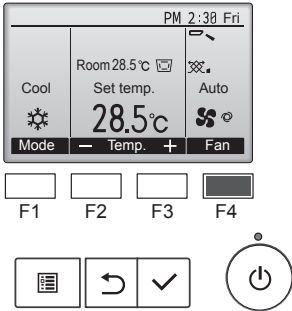 PM 2:30 Fri
Room 28.5℃
Cool Set temp. Auto
28.5℃
Mode − Temp. + Fan
F1 F2 F3 F4